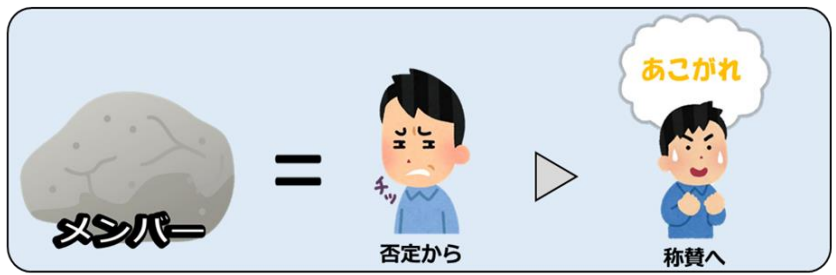 あこがれ
チッ
メンバー
=
否定から
称賛へ